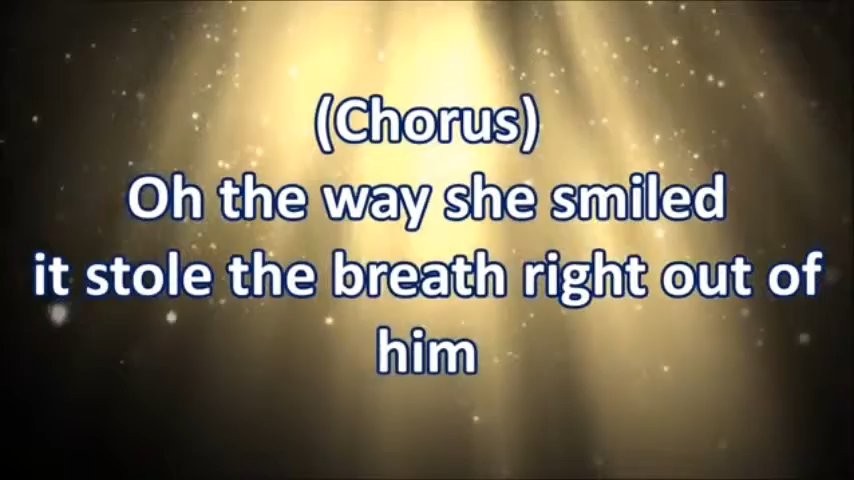 (Chorus)
Oh the way she smiled
it stole the breath right out of
him